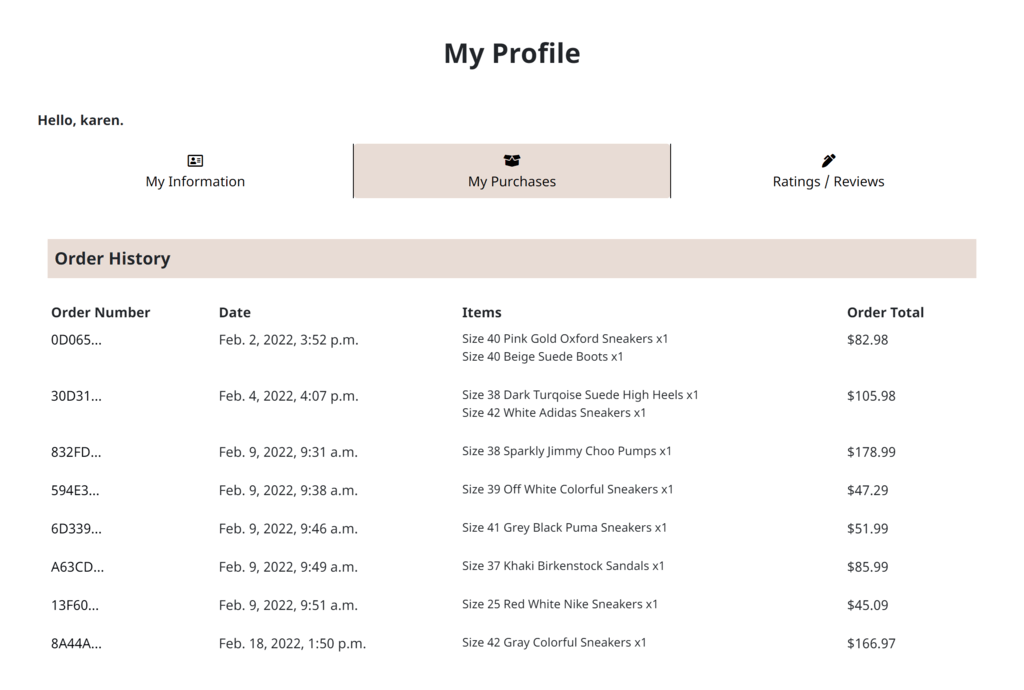 My Profile
Hello, karen.
My Information
My Purchases
Ratings / Reviews
Order History
Order Number Date Items Order Total
0D065... Feb. 2, 2022, 3:52 p.m. Size 40 Pink Gold Oxford Sneakers x1 $82.98
Size 40 Beige Suede Boots x1
30D31... Feb. 4, 2022, 4:07 p.m. Size 38 Dark Turqoise Suede High Heels x1 $105.98
Size 42 White Adidas Sneakers x1
832FD... Feb. 9, 2022, 9:31 a.m. Size 38 Sparkly Jimmy Choo Pumps x1 $178.99
594E3... Feb. 9, 2022, 9:38 a.m. Size 39 Off White Colorful Sneakers x1 $47.29
6D339... Feb. 9, 2022, 9:46 a.m. Size 41 Grey Black Puma Sneakers x1 $51.99
A63CD... Feb. 9, 2022, 9:49 a.m. Size 37 Khaki Birkenstock Sandals x1 $85.99
13F60... Feb. 9, 2022, 9:51 a.m. Size 25 Red White Nike Sneakers x1 $45.09
8A44A... Feb. 18, 2022, 1:50 p.m. Size 42 Gray Colorful Sneakers x1 $166.97